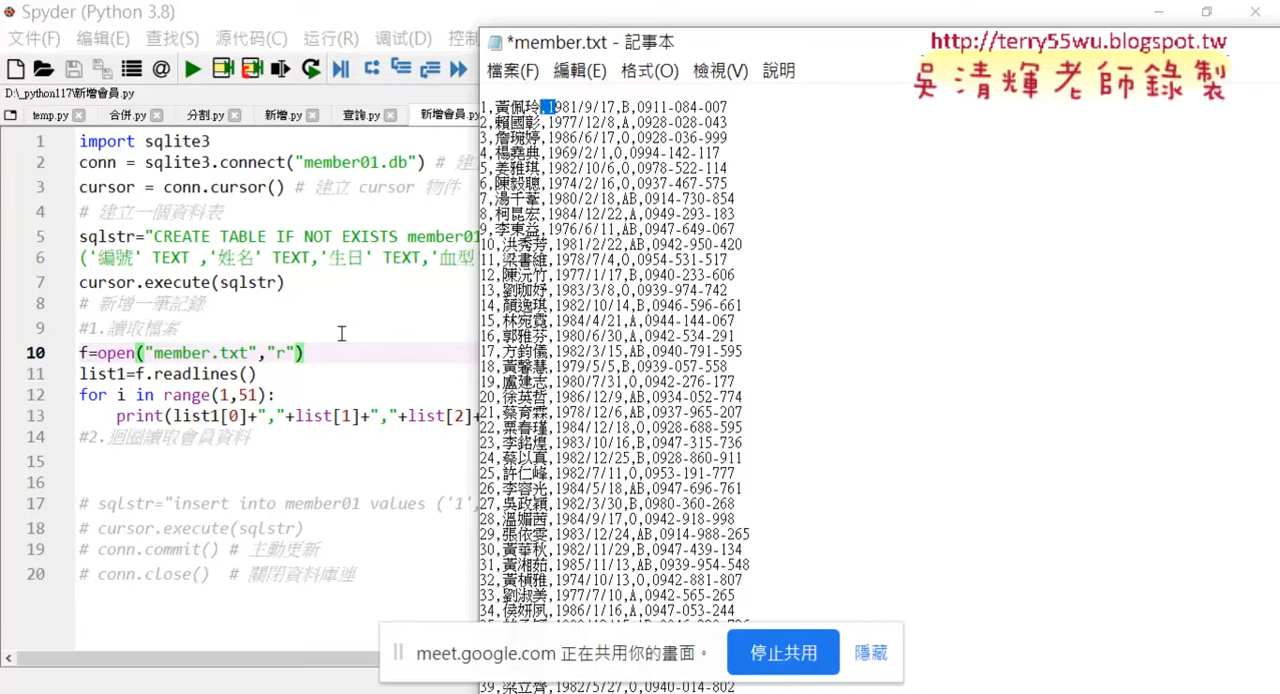 Spyder (Python 3.8)
文件(F) 编辑(E) 查找(S) 源代码(C) 运行(R) 调试(D) 控制
D:\_python117\新增會員.py
temp.py 合併.py 分割.py 新增.py 查詢.py 新增會員.py
1 import sqlite3
2 conn = sqlite3.connect("member01.db") # 建
3 cursor = conn.cursor() # 建立 cursor 物件
4 # 建立一個資料表
5 sqlstr="CREATE TABLE IF NOT EXISTS member01
6 ('編號' TEXT ,'姓名' TEXT,'生日' TEXT,'血型
7 cursor.execute(sqlstr)
8 # 新增一筆記錄
9 #1.讀取檔案
10 f=open("member.txt","r")
11 list1=f.readlines()
12 for i in range(1,51):
13 print(list1[0]+","+list[1]+","+list[2]+
14 #2.迴圈讀取會員資料
15
16
17 # sqlstr="insert into member01 values ('1',
18 # cursor.execute(sqlstr)
19 # conn.commit() # 主動更新
20 # conn.close() # 關閉資料庫連
*member.txt - 記事本
檔案(F) 編輯(E) 格式(O) 檢視(V) 說明
http://terry55wu.blogspot.tw
吳清輝老師錄製
1,黃佩玲,1981/9/17,B,0911-084-007
2,賴國彰,1977/12/8,A,0928-028-043
3,詹琬婷,1986/6/17,O,0928-036-999
4,楊堯典,1969/2/1,O,0994-142-117
5,姜雅琪,1982/10/6,O,0978-522-114
6,陳毅聰,1974/2/16,O,0937-467-575
7,湯千葦,1980/2/18,AB,0914-730-854
8,柯昆宏,1984/12/22,A,0949-293-183
9,李東益,1976/6/11,AB,0947-649-067
10,洪秀芳,1981/2/22,AB,0942-950-420
11,梁書維,1978/7/4,O,0954-531-517
12,陳沅竹,1977/1/17,B,0940-233-606
13,劉珈妤,1983/3/8,O,0939-974-742
14,顏逸琪,1982/10/14,B,0946-596-661
15,林宛霓,1984/4/21,A,0944-144-067
16,郭雅芬,1980/6/30,A,0942-534-291
17,方鈞儀,1982/3/15,AB,0940-791-595
18,黃馨慧,1979/5/5,B,0939-057-558
19,盧建志,1980/7/31,O,0942-276-177
20,徐英哲,1986/12/9,AB,0934-052-774
21,蔡育霖,1978/12/6,AB,0937-965-207
22,粟春瑾,1984/12/18,O,0928-688-595
23,李銘煌,1983/10/16,B,0947-315-736
24,蔡以真,1982/12/25,B,0928-860-911
25,許仁峰,1982/7/11,O,0953-191-777
26,李容光,1984/5/18,AB,0947-696-761
27,吳政穎,1982/3/30,B,0980-360-268
28,溫媚茜,1984/9/17,O,0942-918-998
29,張依雯,1983/12/24,AB,0914-988-265
30,黃華秋,1982/11/29,B,0947-439-134
31,黃湘茹,1985/11/13,AB,0939-954-548
32,黃楨雅,1974/10/13,O,0942-881-807
33,劉淑美,1977/7/10,A,0942-565-265
34,侯妍夙,1986/1/16,A,0947-053-244
39,梁立齊,1982/5/27,O,0940-014-802
meet.google.com 正在共用你的畫面。 停止共用 隱藏